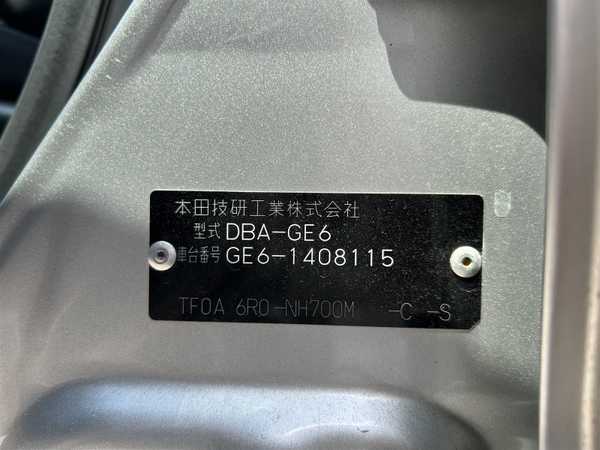 本田技研工業株式会社
型式 DBA-GE6
車台番号 GE6-1408115
TF0A 6R0-NH700M -C -S